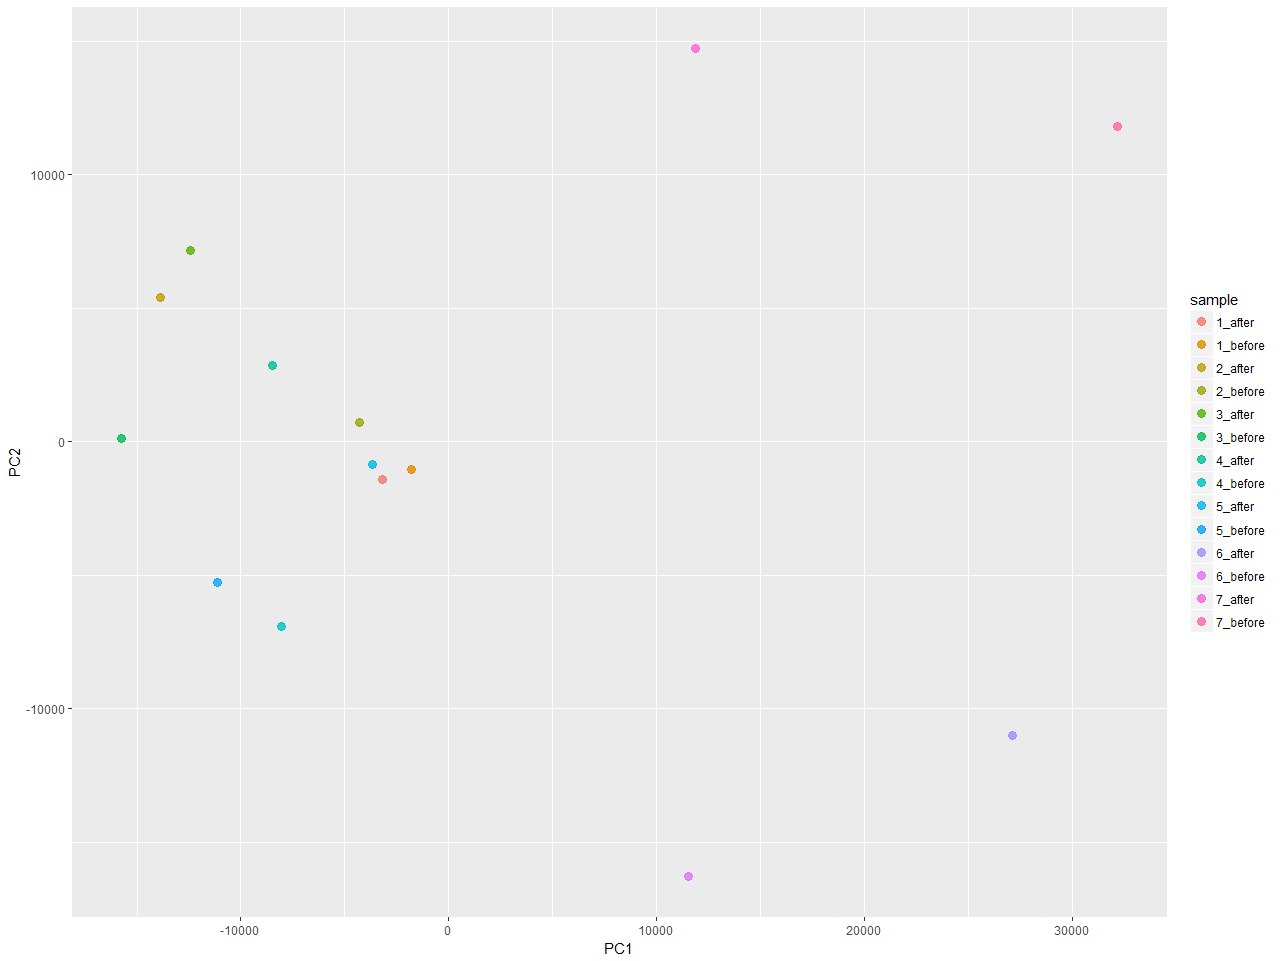 10000
0
-10000
PC2
-10000
0
10000
20000
30000
PC1
sample
1_after
1_before
2_after
2_before
3_after
3_before
4_after
4_before
5_after
5_before
6_after
6_before
7_after
7_before